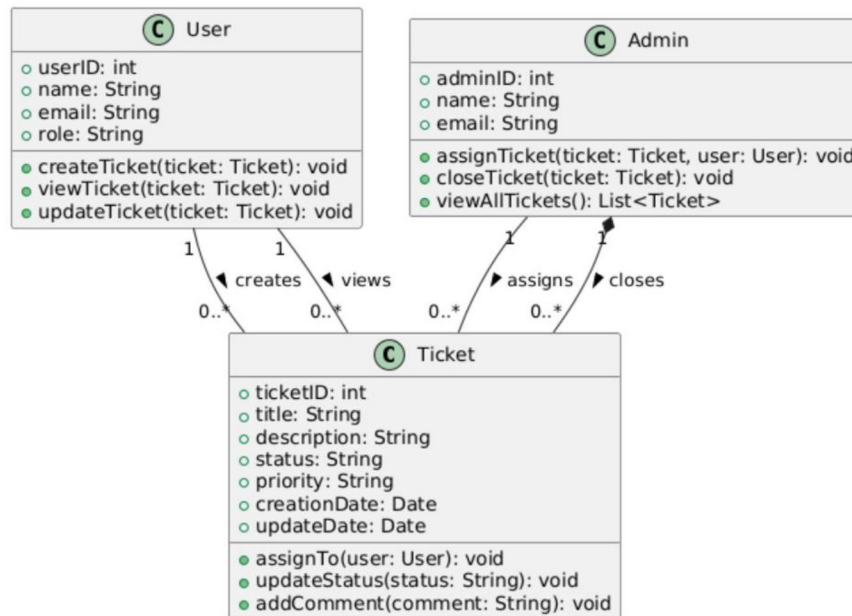 C User
userID: int
name: String
email: String
role: String
createTicket(ticket: Ticket): void
viewTicket(ticket: Ticket): void
updateTicket(ticket: Ticket): void
C Admin
adminID: int
name: String
email: String
assignTicket(ticket: Ticket, user: User): void
closeTicket(ticket: Ticket): void
viewAllTickets(): List<Ticket>
1 1 1 1
creates views assigns closes
0..* 0..* 0..* 0..*
C Ticket
ticketID: int
title: String
description: String
status: String
priority: String
creationDate: Date
updateDate: Date
assignTo(user: User): void
updateStatus(status: String): void
addComment(comment: String): void